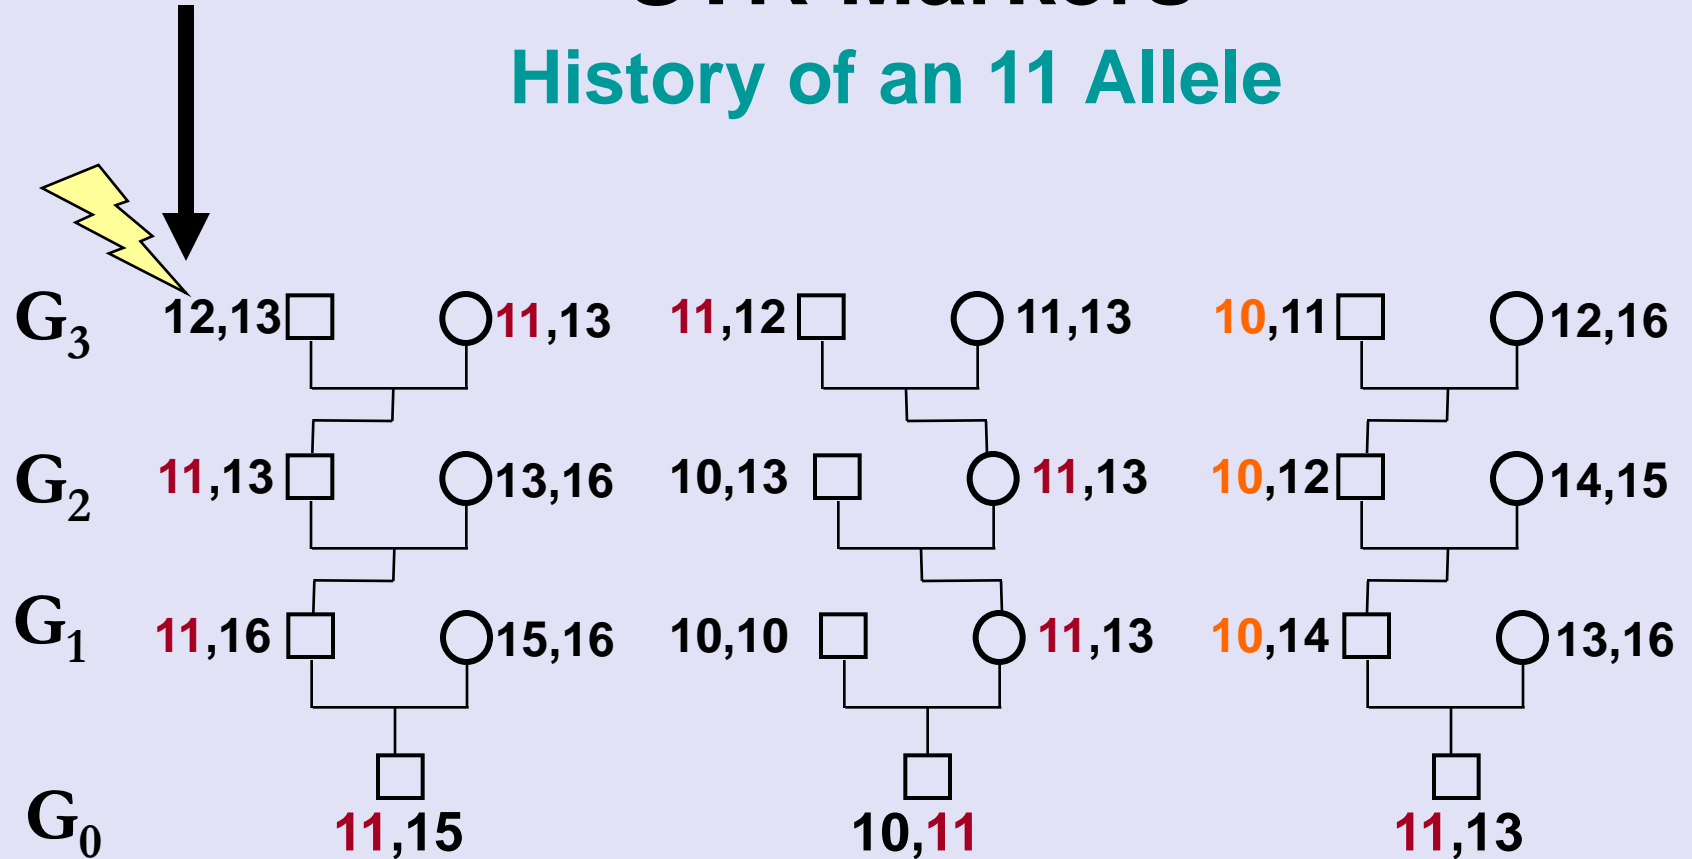 History of an 11 Allele
G3 12,13 11,13 11,12 11,13 10,11 12,16
G2 11,13 13,16 10,13 11,13 10,12 14,15
G1 11,16 15,16 10,10 11,13 10,14 13,16
G0 11,15 10,11 11,13